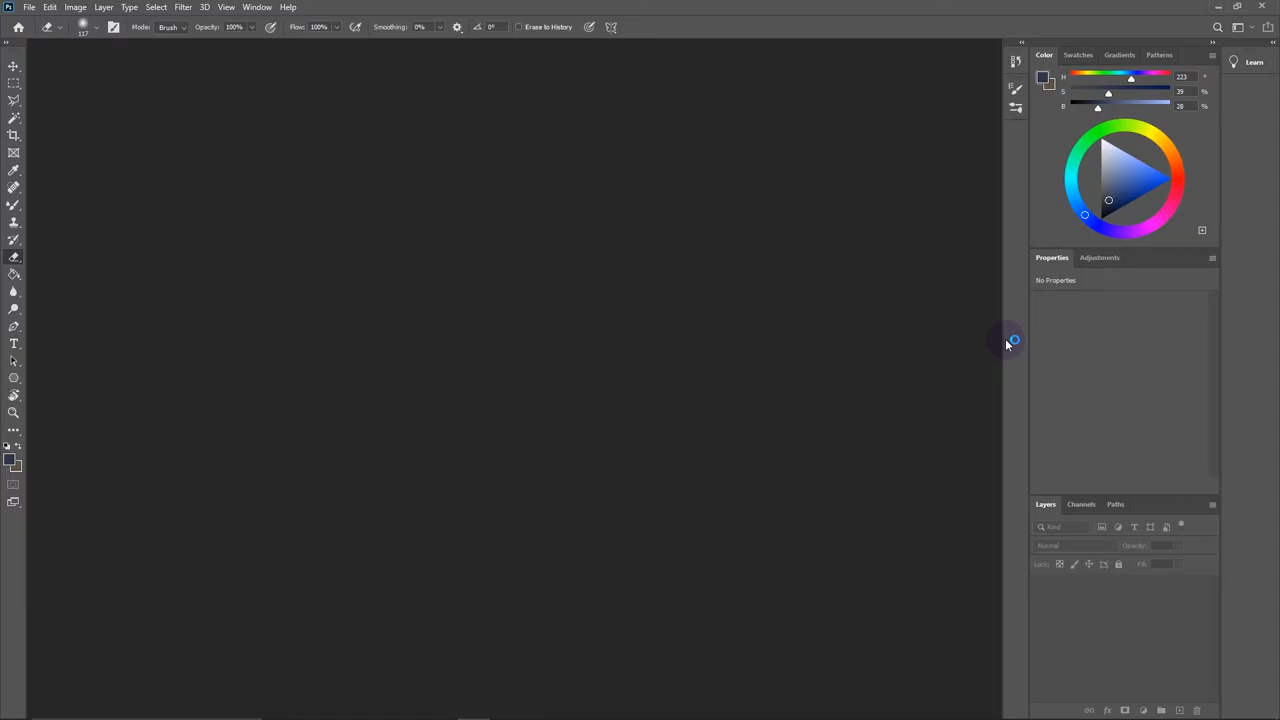 Ps File Edit Image Layer Type Select Filter 3D View Window Help
117 Mode: Brush Opacity: 100% Flow: 100% Smoothing: 0% 0° Erase to History
Color Swatches Gradients Patterns
Learn
H 223 °
S 39 %
B 28 %
Properties Adjustments
No Properties
Layers Channels Paths
Kind
Normal Opacity:
Lock: Fill: